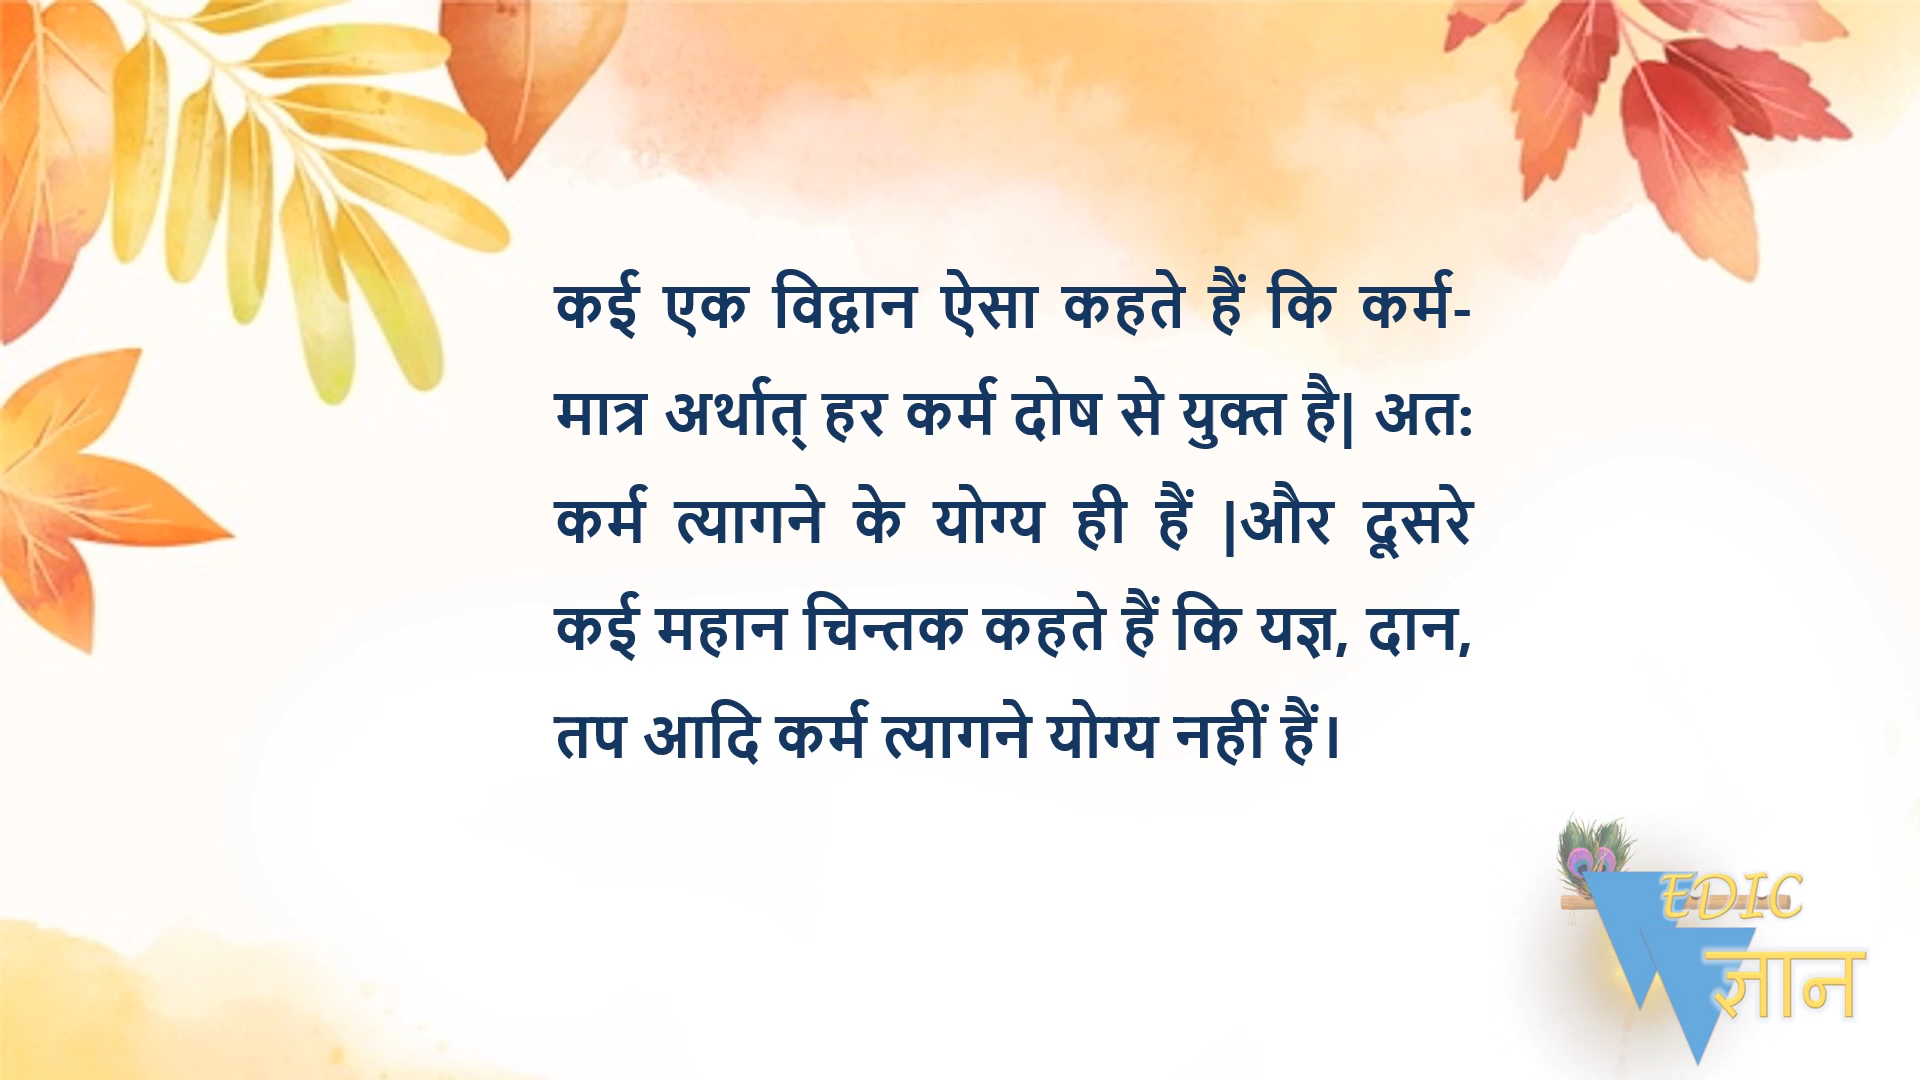 कई एक विद्वान ऐसा कहते हैं कि कर्म-
मात्र अर्थात् हर कर्म दोष से युक्त है| अत:
कर्म त्यागने के योग्य ही हैं |और दूसरे
कई महान चिन्तक कहते हैं कि यज्ञ, दान,
तप आदि कर्म त्यागने योग्य नहीं हैं।
VEDIC
ज्ञान